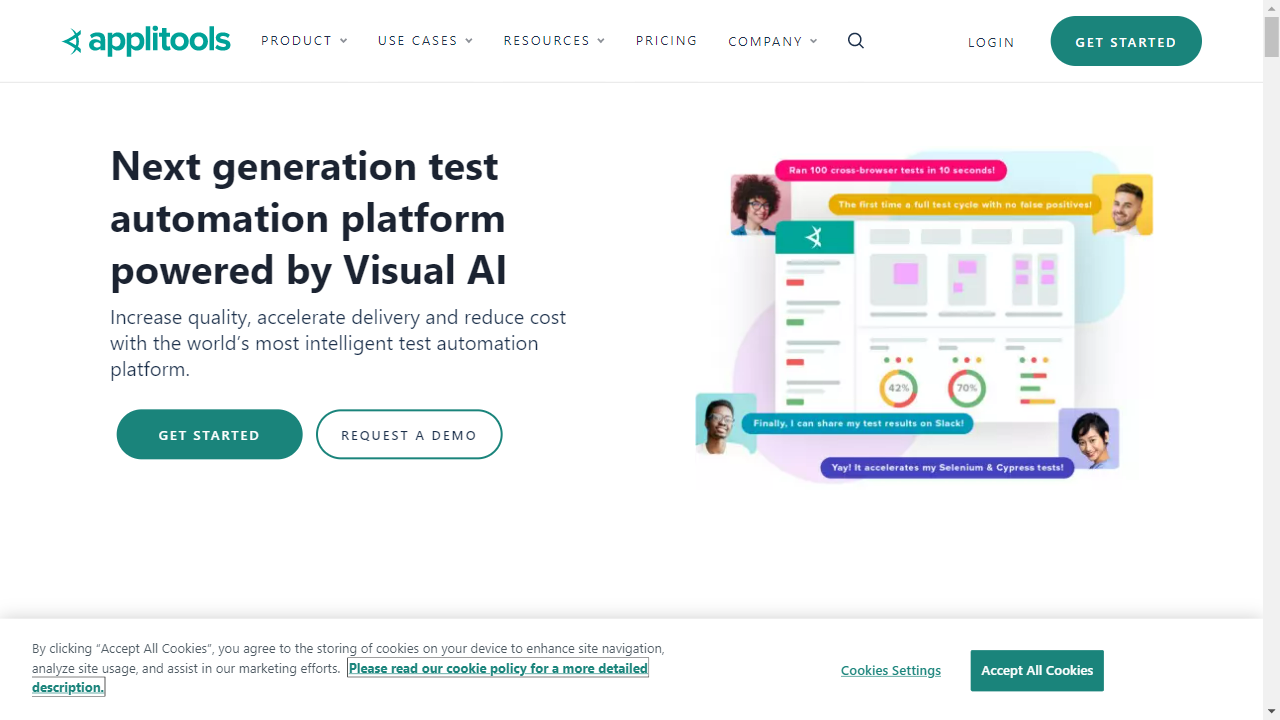 applitools
PRODUCT
USE CASES
RESOURCES
PRICING
COMPANY
LOGIN
GET STARTED
Next generation test
automation platform
powered by Visual AI
Increase quality, accelerate delivery and reduce cost
with the world's most intelligent test automation
platform.
GET STARTED
REQUEST A DEMO
Ran 100 cross-browser tests in 10 seconds!
The first time a full test cycle with no false positives!
42%
70%
Finally, I can share my test results on Slack!
Yay! It accelerates my Selenium & Cypress tests!
By clicking “Accept All Cookies”, you agree to the storing of cookies on your device to enhance site navigation,
analyze site usage, and assist in our marketing efforts. Please read our cookie policy for a more detailed
description.
Cookies Settings
Accept All Cookies